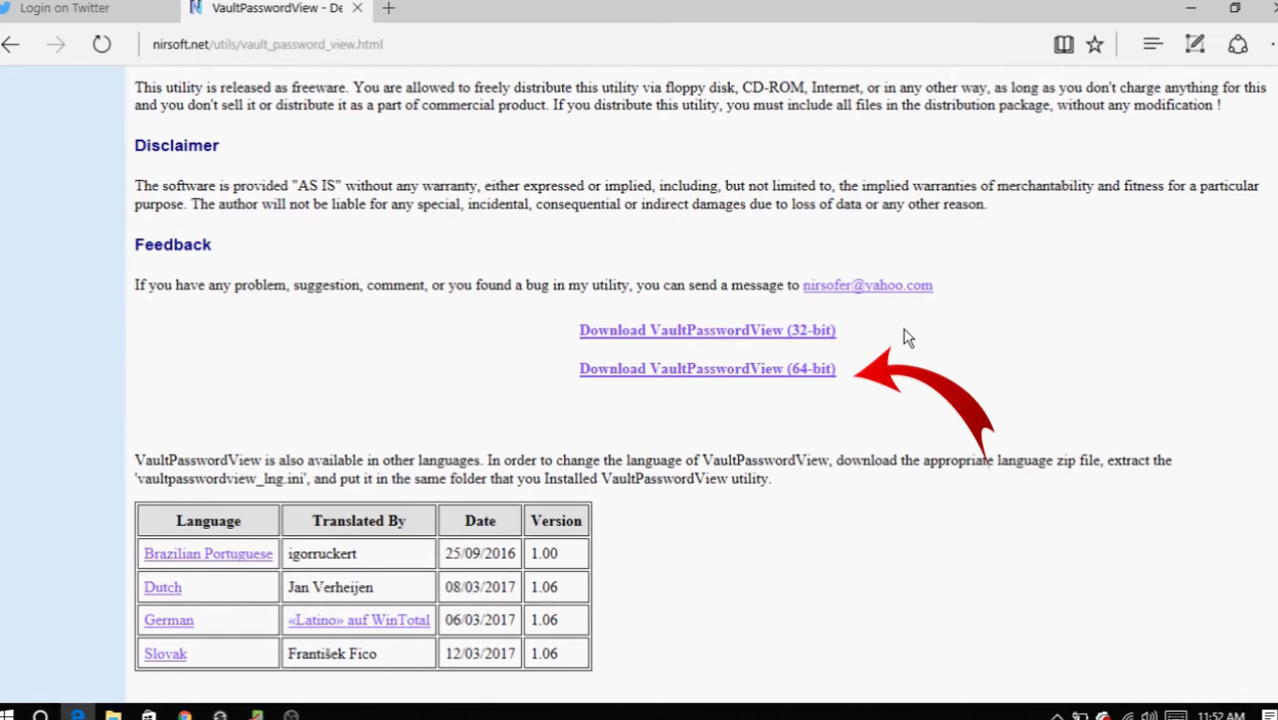 Login on Twitter
VaultPasswordView - De
nirsoft.net/utils/vault_password_view.html
This utility is released as freeware. You are allowed to freely distribute this utility via floppy disk, CD-ROM, Internet, or in any other way, as long as you don't charge anything for this
and you don't sell it or distribute it as a part of commercial product. If you distribute this utility, you must include all files in the distribution package, without any modification !
Disclaimer
The software is provided "AS IS" without any warranty, either expressed or implied, including, but not limited to, the implied warranties of merchantability and fitness for a particular
purpose. The author will not be liable for any special, incidental, consequential or indirect damages due to loss of data or any other reason.
Feedback
If you have any problem, suggestion, comment, or you found a bug in my utility, you can send a message to nirsofer@yahoo.com
Download VaultPasswordView (32-bit)
Download VaultPasswordView (64-bit)
VaultPasswordView is also available in other languages. In order to change the language of VaultPasswordView, download the appropriate language zip file, extract the
'vaultpasswordview_lng.ini', and put it in the same folder that you Installed VaultPasswordView utility.
Language Translated By Date Version
Brazilian Portuguese igorruckert 25/09/2016 1.00
Dutch Jan Verheijen 08/03/2017 1.06
German «Latino» auf WinTotal 06/03/2017 1.06
Slovak František Fico 12/03/2017 1.06
11:52 AM